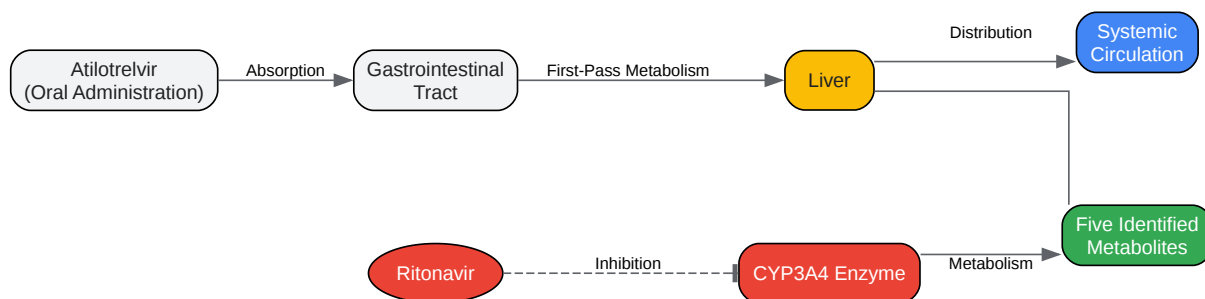 Atilotrelvir
(Oral Administration)
Absorption
Gastrointestinal
Tract
First-Pass Metabolism
Liver
Distribution
Systemic
Circulation
Five Identified
Metabolites
Ritonavir
Inhibition
CYP3A4 Enzyme
Metabolism